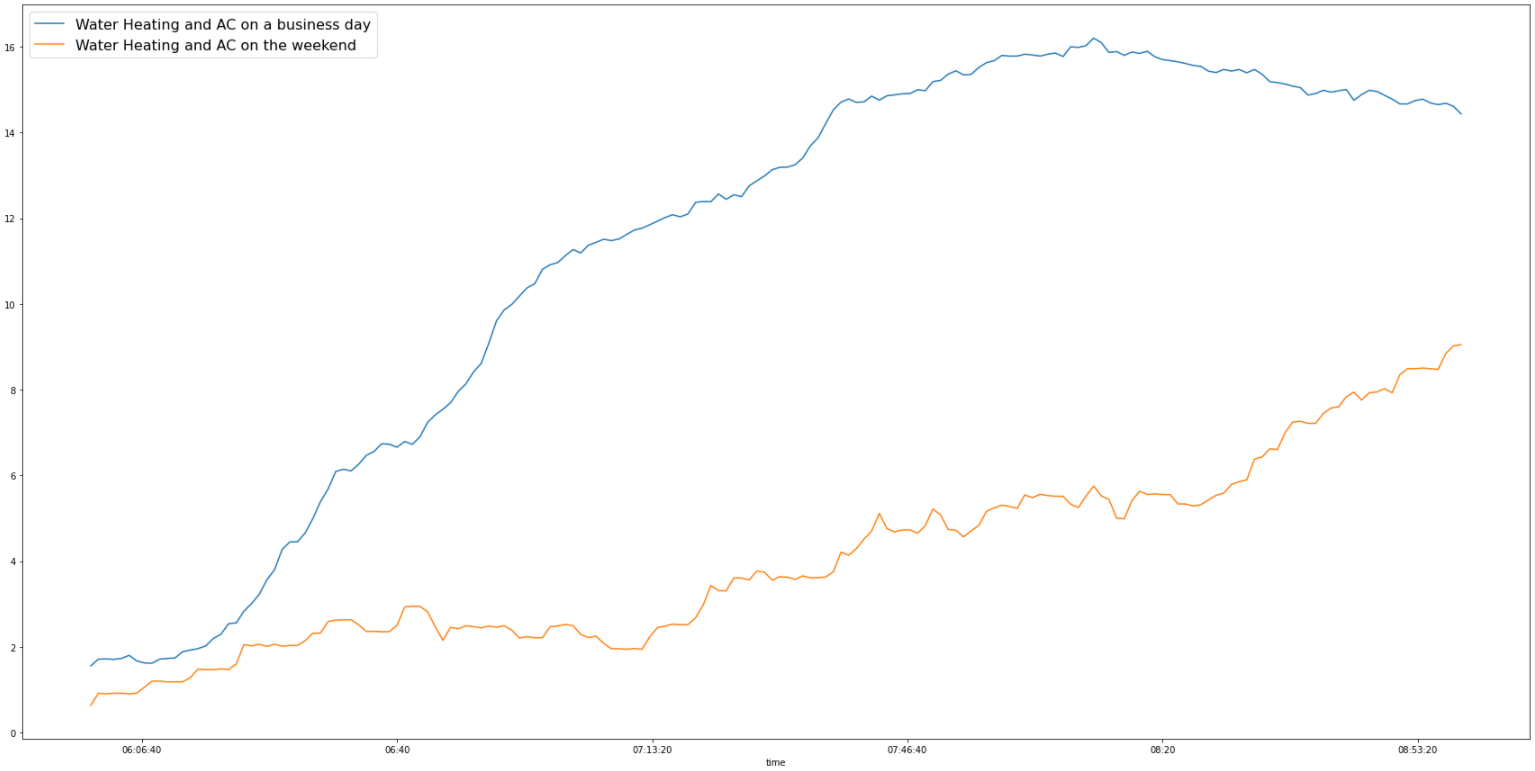 Water Heating and AC on a business day
Water Heating and AC on the weekend
16
14
12
10
8
6
4
2
0
06:06:40 06:40 07:13:20 07:46:40 08:20 08:53:20
time